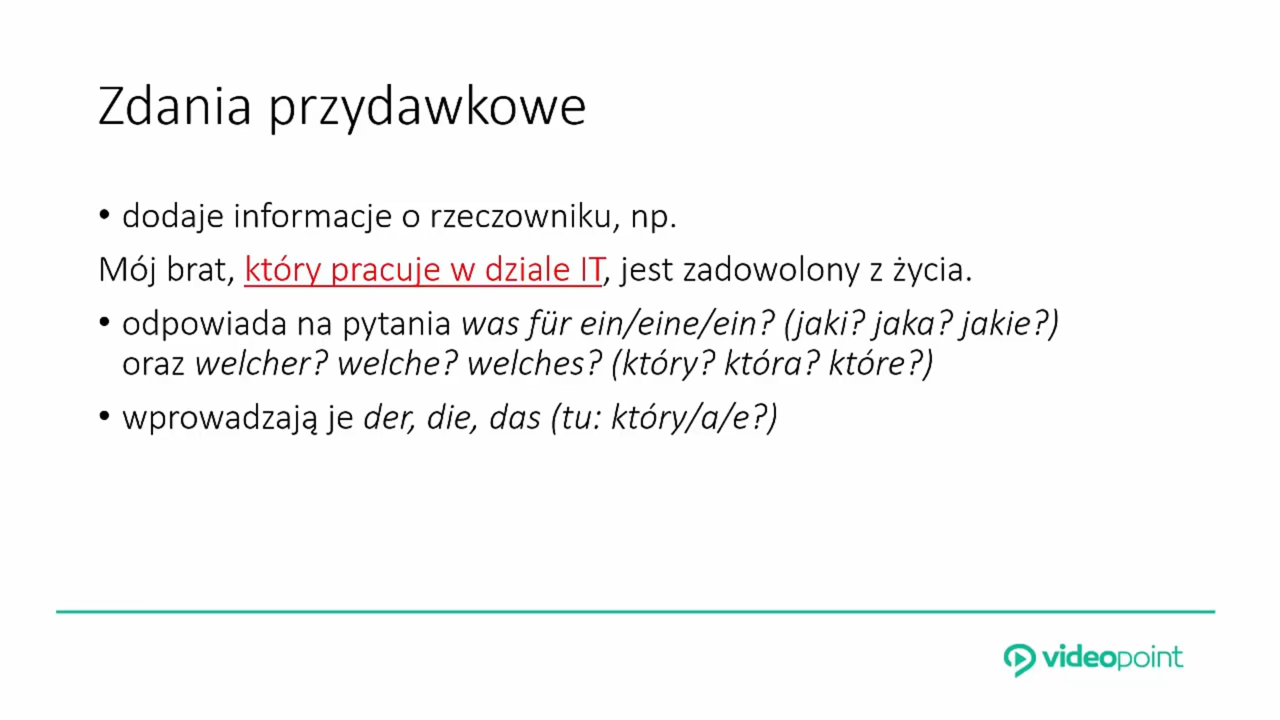 Zdania przydawkowe
• dodaje informacje o rzeczowniku, np.
Mój brat, który pracuje w dziale IT, jest zadowolony z życia.
• odpowiada na pytania was für ein/eine/ein? (jaki? jaka? jakie?)
oraz welcher? welche? welches? (który? która? które?)
• wprowadzają je der, die, das (tu: który/a/e?)
videopoint